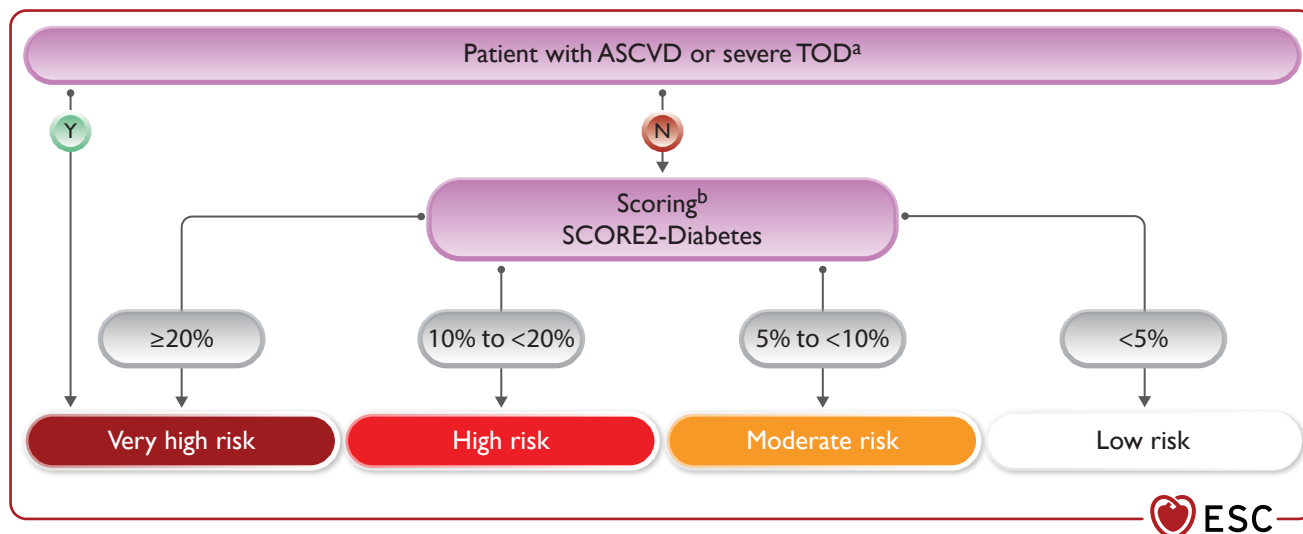 Patient with ASCVD or severe TODᵃ
Y
N
Scoringᵇ
SCORE2-Diabetes
≥20%
10% to <20%
5% to <10%
<5%
Very high risk
High risk
Moderate risk
Low risk
ESC